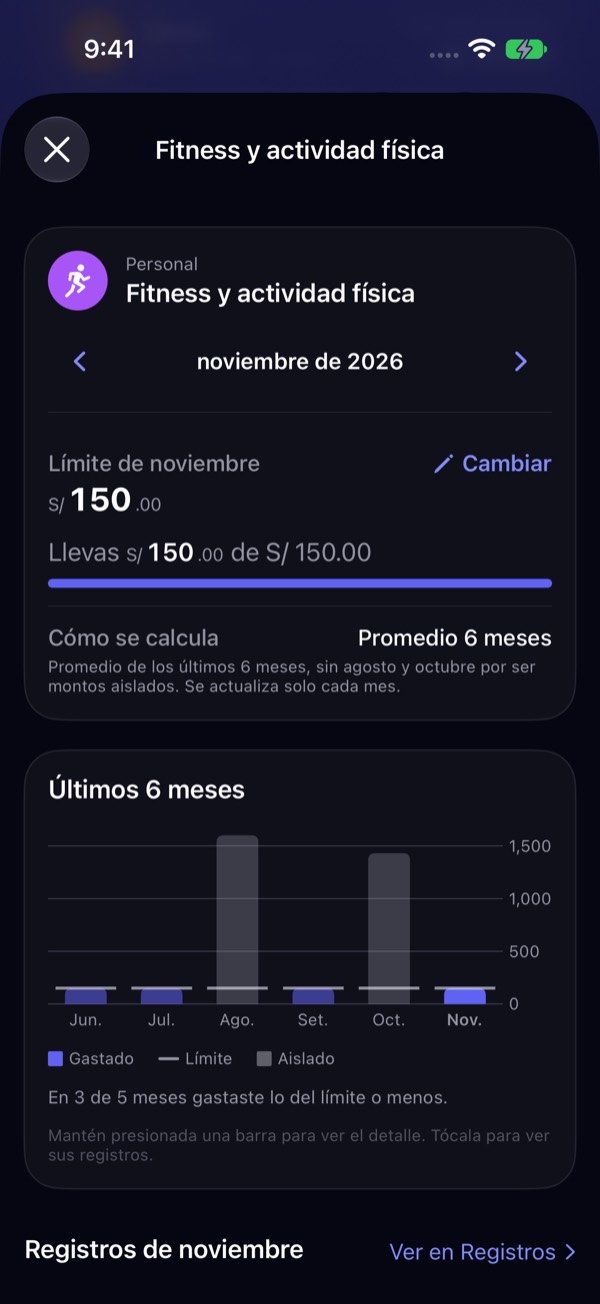 9:41
Fitness y actividad física
Personal
Fitness y actividad física
noviembre de 2026
Límite de noviembre
Cambiar
S/ 150.00
Llevas S/ 150.00 de S/ 150.00
Cómo se calcula
Promedio 6 meses
Promedio de los últimos 6 meses, sin agosto y octubre por ser
montos aislados. Se actualiza solo cada mes.
Últimos 6 meses
1,500
1,000
500
0
Jun. Jul. Ago. Set. Oct. Nov.
Gastado Límite Aislado
En 3 de 5 meses gastaste lo del límite o menos.
Mantén presionada una barra para ver el detalle. Tócala para ver
sus registros.
Registros de noviembre
Ver en Registros